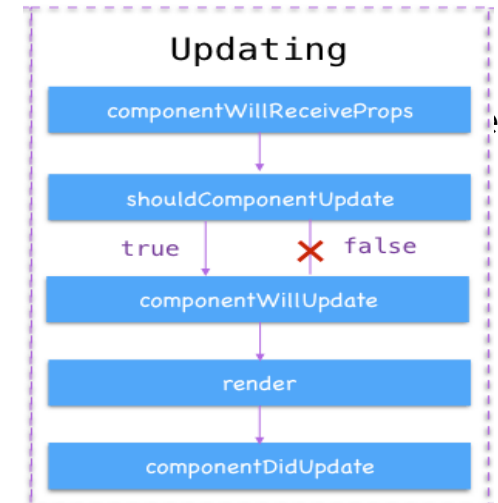 Updating
componentWillReceiveProps
shouldComponentUpdate
true
false
componentWillUpdate
render
componentDidUpdate